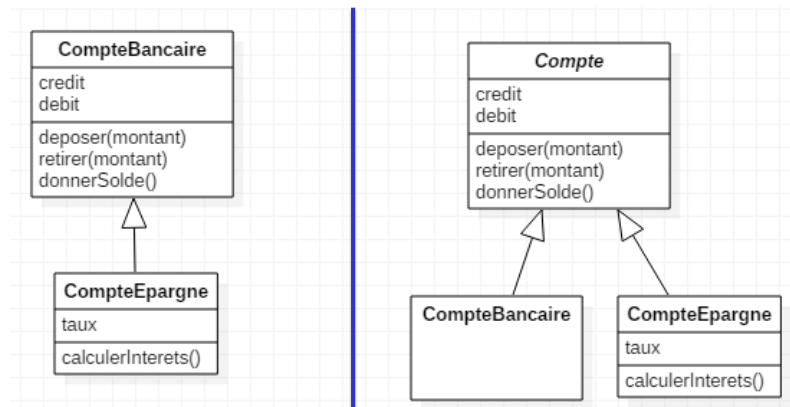 CompteBancaire
credit
debit
deposer(montant)
retirer(montant)
donnerSolde()
CompteEpargne
taux
calculerInterets()
Compte
credit
debit
deposer(montant)
retirer(montant)
donnerSolde()
CompteBancaire
CompteEpargne
taux
calculerInterets()